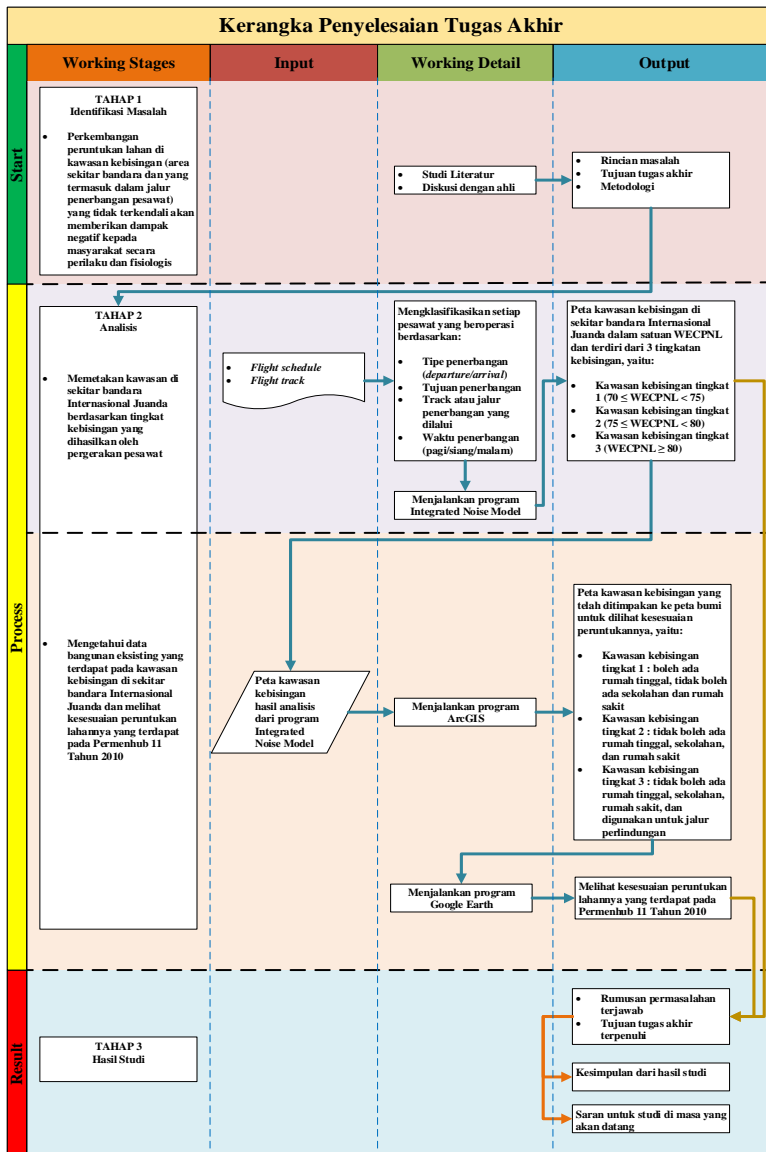 Kerangka Penyelesaian Tugas Akhir
Working Stages
Input
Working Detail
Output
Start
TAHAP 1
Identifikasi Masalah
• Perkembangan
peruntukan lahan di
kawasan kebisingan (area
sekitar bandara dan yang
termasuk dalam jalur
penerbangan pesawat)
yang tidak terkendali akan
memberikan dampak
negatif kepada
masyarakat secara
perilaku dan fisiologis
• Studi Literatur
• Diskusi dengan ahli
• Rincian masalah
• Tujuan tugas akhir
• Metodologi
Process
TAHAP 2
Analisis
• Memetakan kawasan di
sekitar bandara
Internasional Juanda
berdasarkan tingkat
kebisingan yang
dihasilkan oleh
pergerakan pesawat
• Flight schedule
• Flight track
Mengklasifikasikan setiap
pesawat yang beroperasi
berdasarkan:
• Tipe penerbangan
(departure/arrival)
• Tujuan penerbangan
• Track atau jalur
penerbangan yang
dilalui
• Waktu penerbangan
(pagi/siang/malam)
Menjalankan program
Integrated Noise Model
Peta kawasan kebisingan di
sekitar bandara Internasional
Juanda dalam satuan WECPNL
dan terdiri dari 3 tingkatan
kebisingan, yaitu:
• Kawasan kebisingan tingkat
1 (70 ≤ WECPNL < 75)
• Kawasan kebisingan tingkat
2 (75 ≤ WECPNL < 80)
• Kawasan kebisingan tingkat
3 (WECPNL ≥ 80)
• Mengetahui data
bangunan eksisting yang
terdapat pada kawasan
kebisingan di sekitar
bandara Internasional
Juanda dan melihat
kesesuaian peruntukan
lahannya yang terdapat
pada Permenhub 11
Tahun 2010
Peta kawasan
kebisingan
hasil analisis
dari program
Integrated
Noise Model
Menjalankan program
ArcGIS
Peta kawasan kebisingan yang
telah ditimpakan ke peta bumi
untuk dilihat kesesuaian
peruntukannya, yaitu:
• Kawasan kebisingan
tingkat 1 : boleh ada
rumah tinggal, tidak boleh
ada sekolahan dan rumah
sakit
• Kawasan kebisingan
tingkat 2 : tidak boleh ada
rumah tinggal, sekolahan,
dan rumah sakit
• Kawasan kebisingan
tingkat 3 : tidak boleh ada
rumah tinggal, sekolahan,
rumah sakit, dan
digunakan untuk jalur
perlindungan
Menjalankan program
Google Earth
Melihat kesesuaian peruntukan
lahannya yang terdapat pada
Permenhub 11 Tahun 2010
Result
TAHAP 3
Hasil Studi
• Rumusan permasalahan
terjawab
• Tujuan tugas akhir
terpenuhi
Kesimpulan dari hasil studi
Saran untuk studi di masa yang
akan datang